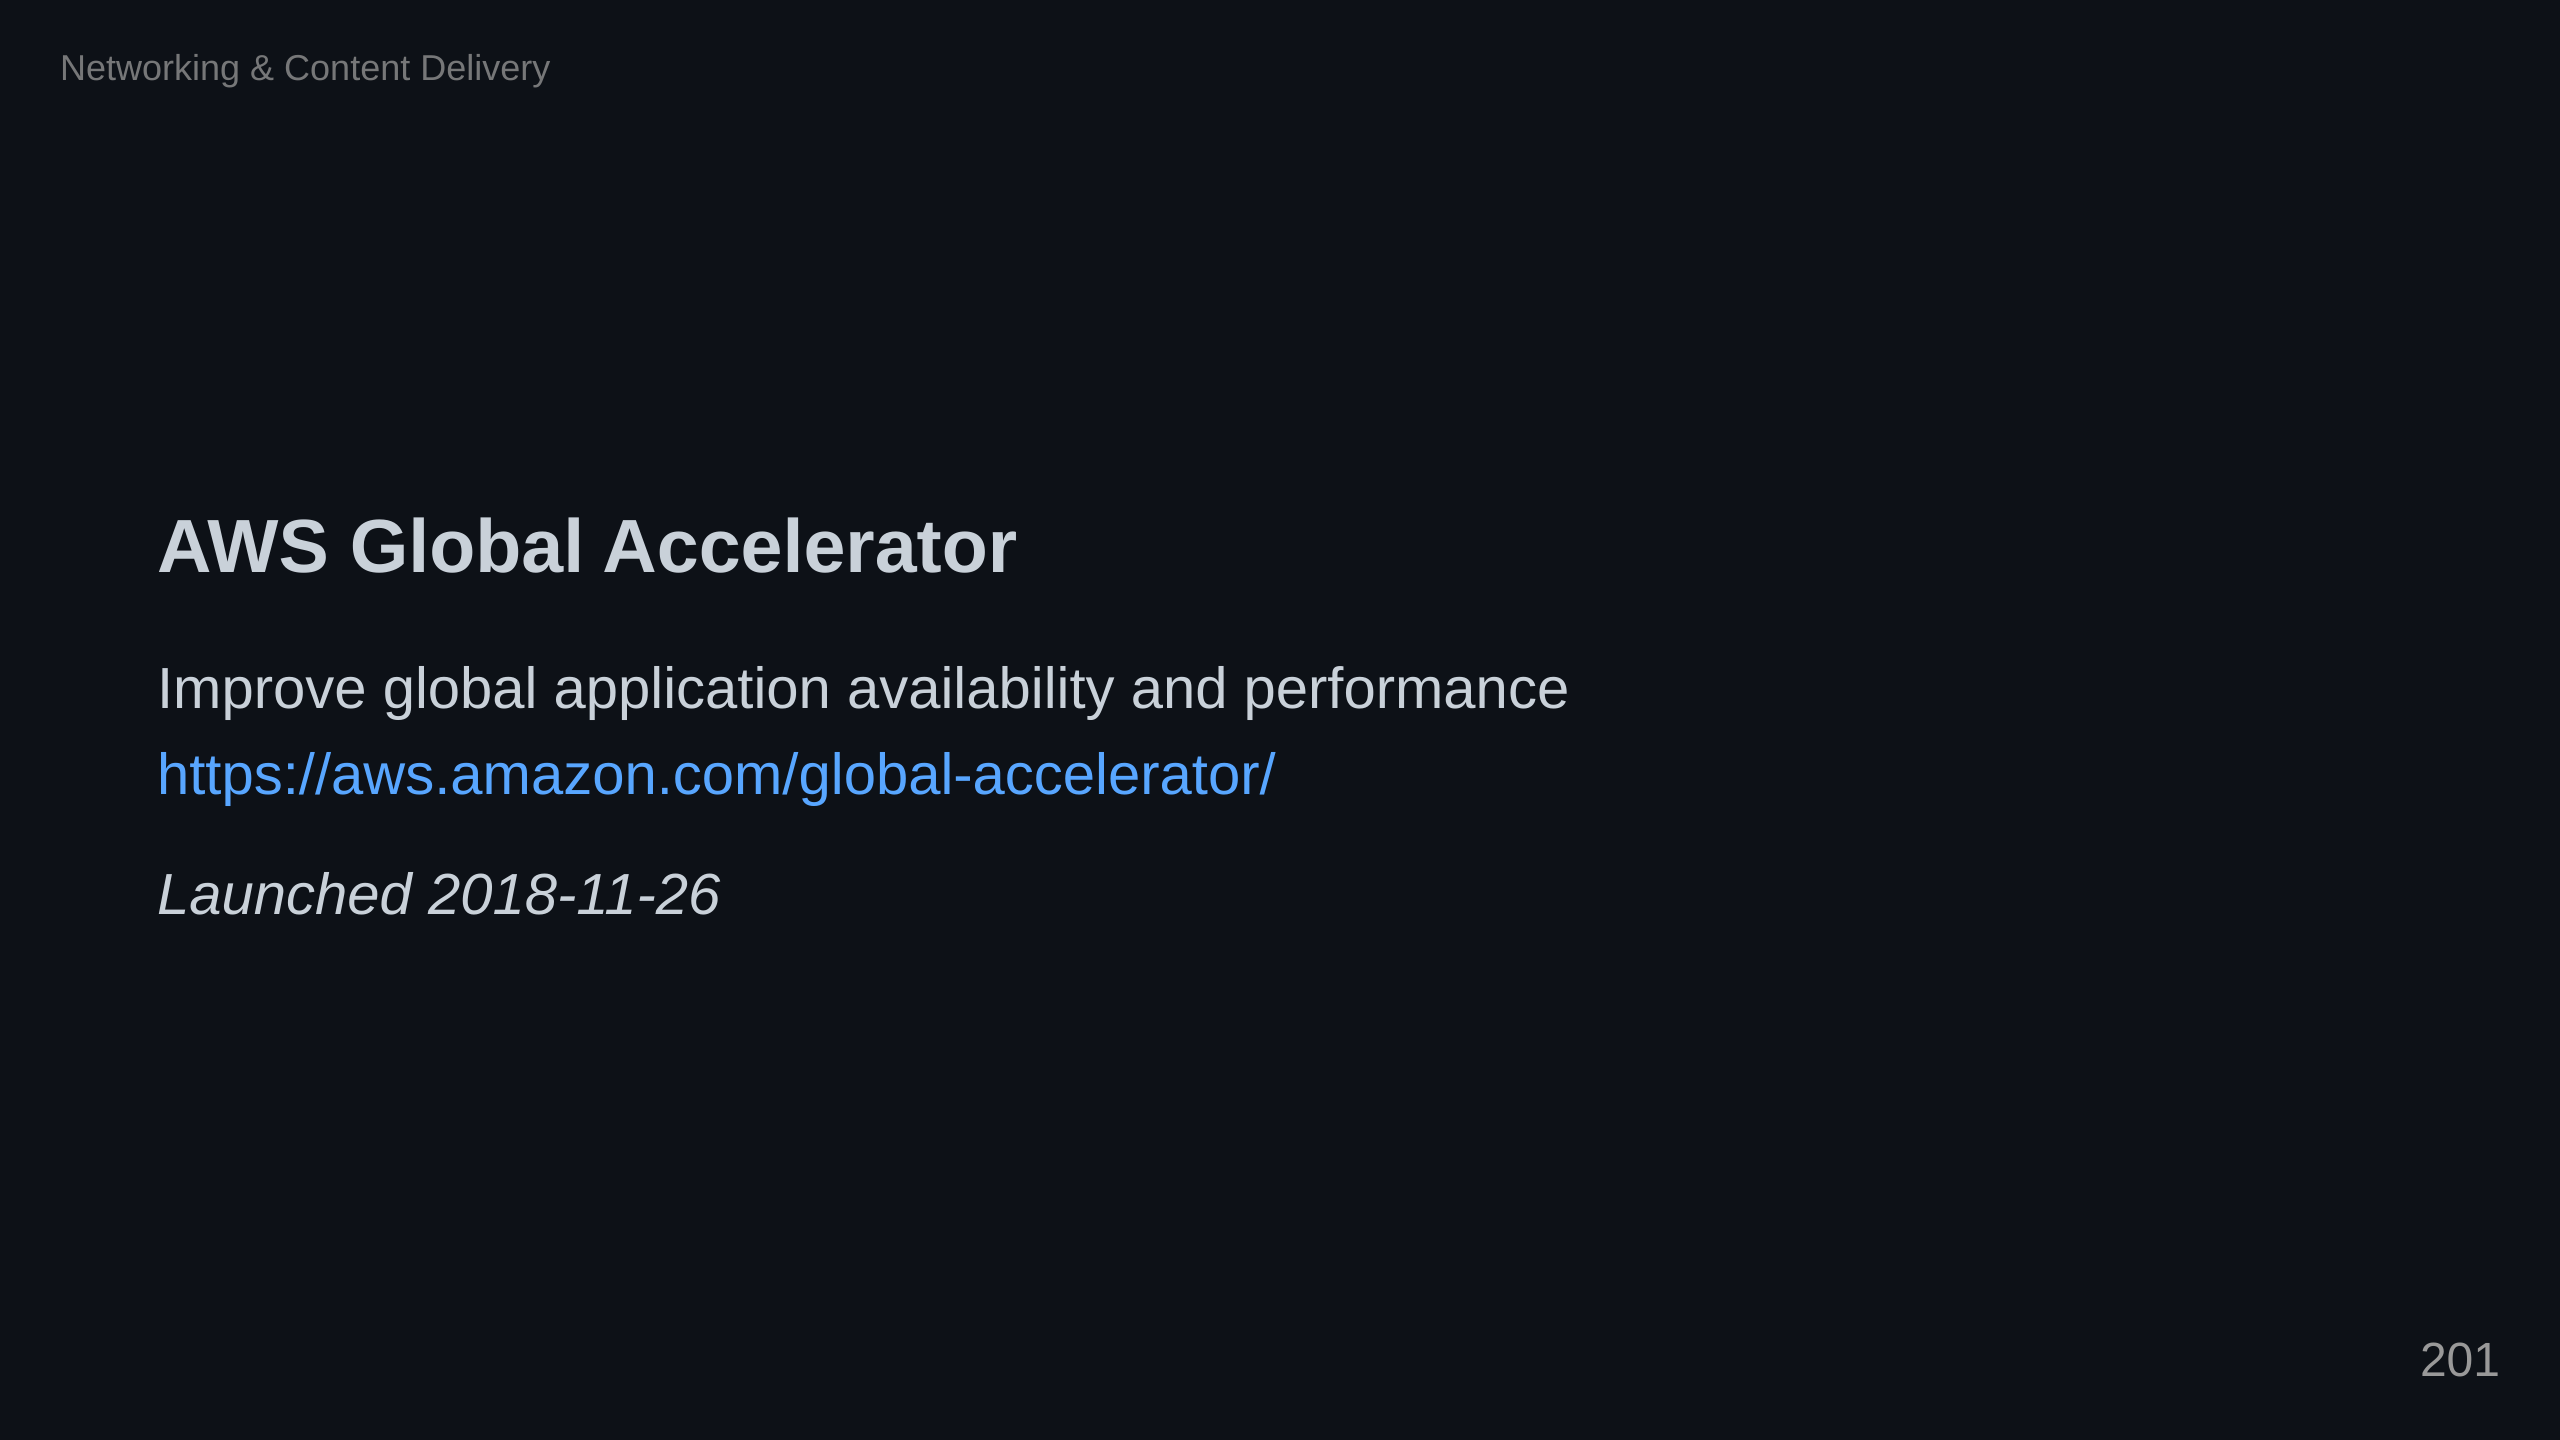 Networking & Content Delivery
AWS Global Accelerator
Improve global application availability and performance
https://aws.amazon.com/global-accelerator/
Launched 2018-11-26
201